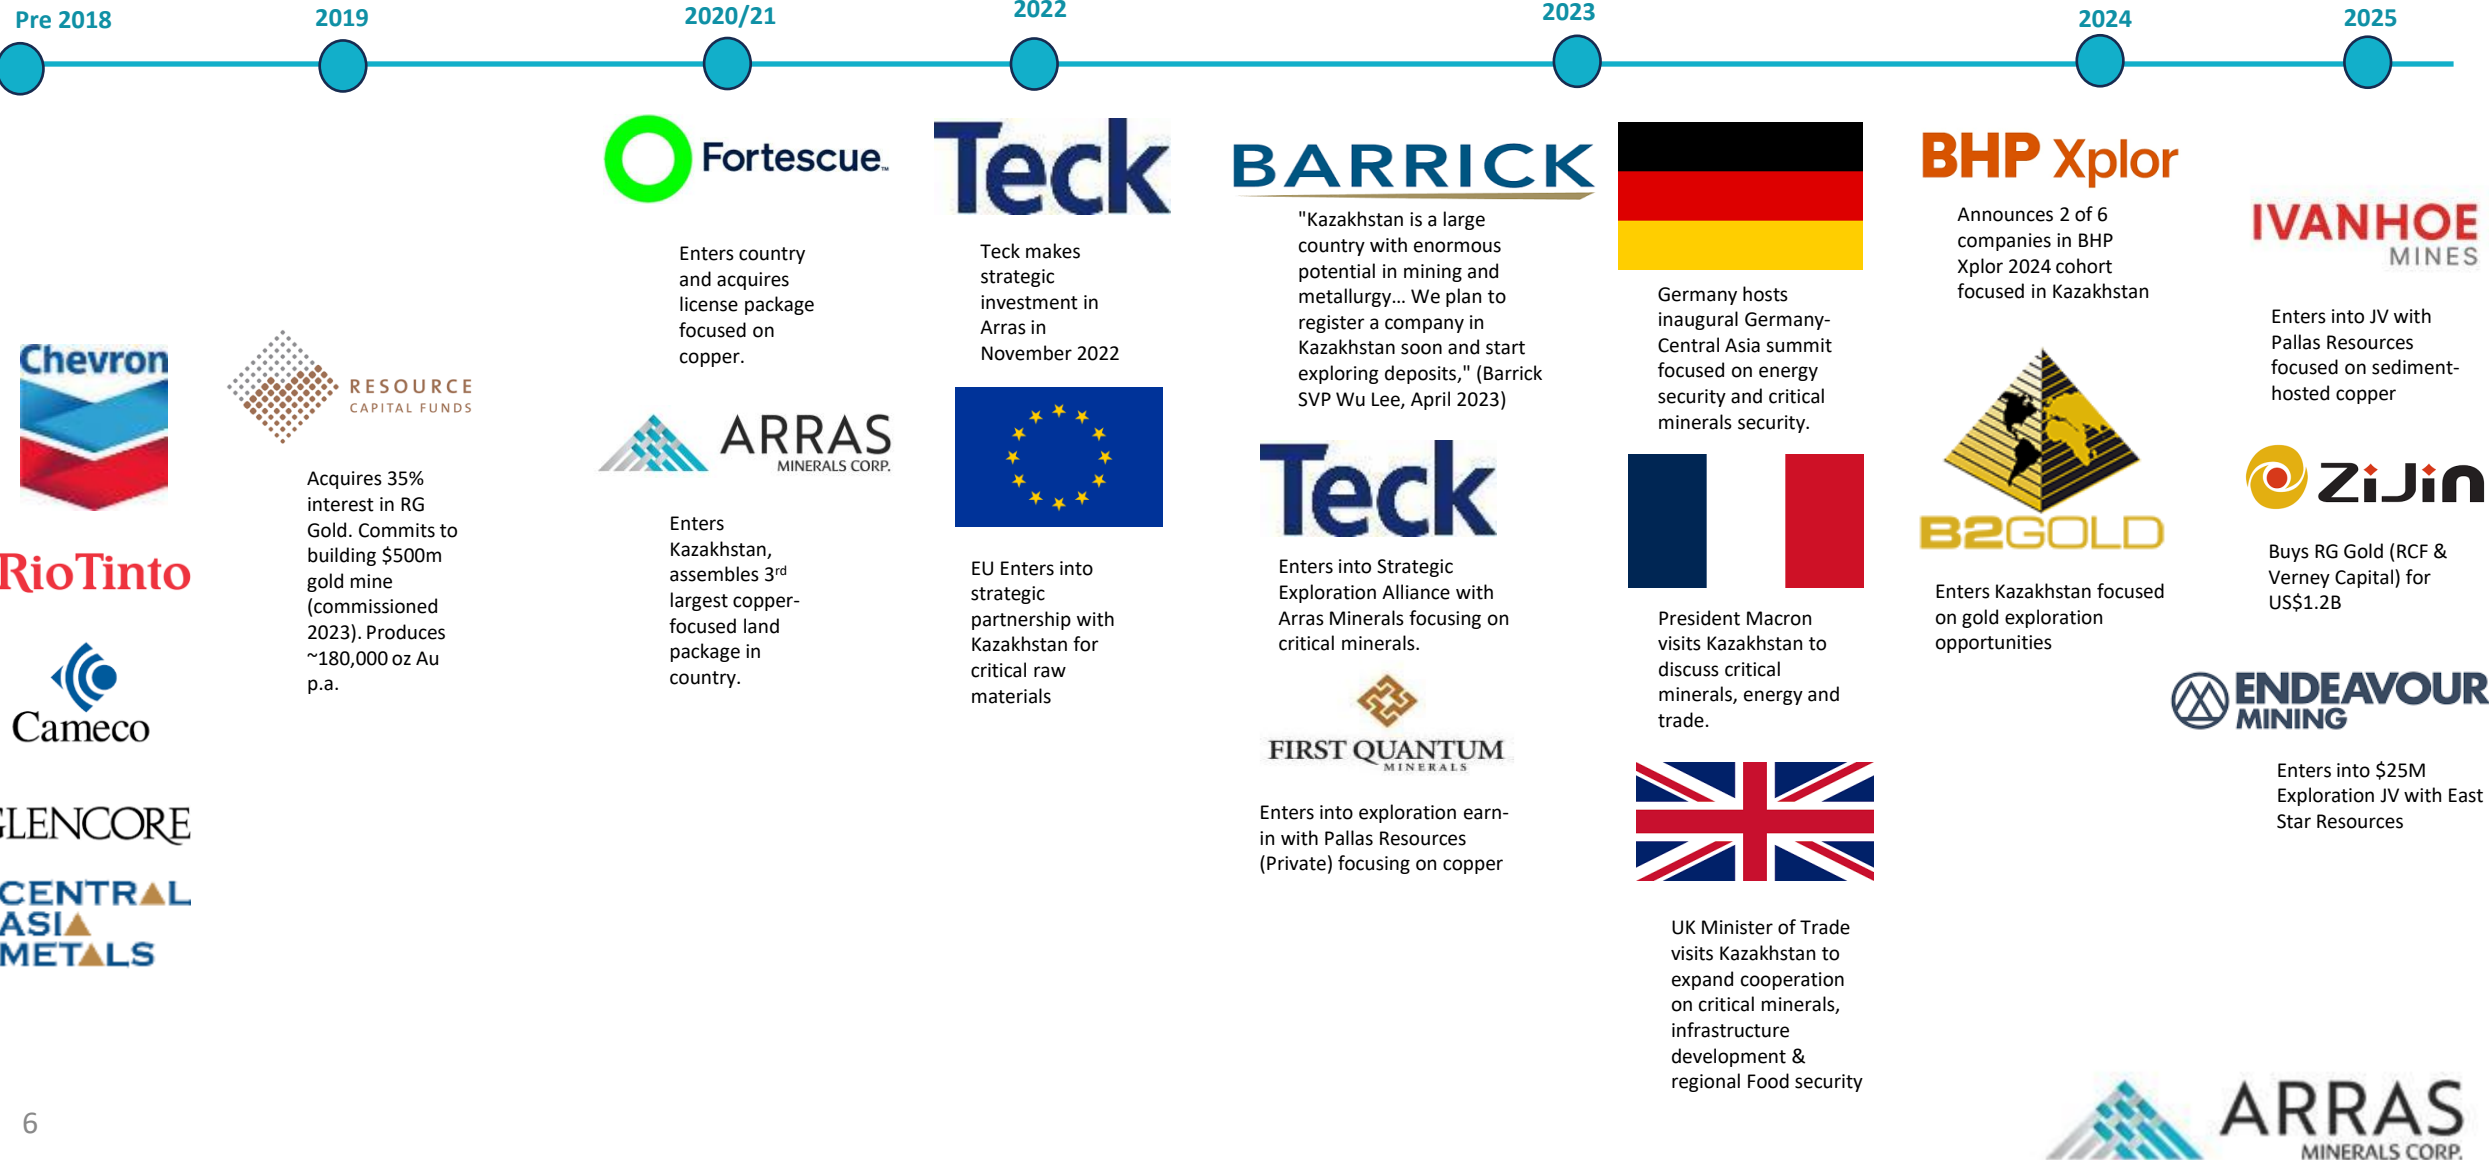 Pre 2018
2019
2020/21
2022
2023
2024
2025
Chevron
RioTinto
Cameco
GLENCORE
CENTRAL
ASIA
METALS
RESOURCE
CAPITAL FUNDS
Acquires 35%
interest in RG
Gold. Commits to
building $500m
gold mine
(commissioned
2023). Produces
~180,000 oz Au
p.a.
Fortescue™
Enters country
and acquires
license package
focused on
copper.
ARRAS
MINERALS CORP.
Enters
Kazakhstan,
assembles 3rd
largest copper-
focused land
package in
country.
Teck
Teck makes
strategic
investment in
Arras in
November 2022
EU Enters into
strategic
partnership with
Kazakhstan for
critical raw
materials
BARRICK
"Kazakhstan is a large
country with enormous
potential in mining and
metallurgy... We plan to
register a company in
Kazakhstan soon and start
exploring deposits," (Barrick
SVP Wu Lee, April 2023)
Teck
Enters into Strategic
Exploration Alliance with
Arras Minerals focusing on
critical minerals.
FIRST QUANTUM
MINERALS
Enters into exploration earn-
in with Pallas Resources
(Private) focusing on copper
Germany hosts
inaugural Germany-
Central Asia summit
focused on energy
security and critical
minerals security.
President Macron
visits Kazakhstan to
discuss critical
minerals, energy and
trade.
UK Minister of Trade
visits Kazakhstan to
expand cooperation
on critical minerals,
infrastructure
development &
regional Food security
BHP Xplor
Announces 2 of 6
companies in BHP
Xplor 2024 cohort
focused in Kazakhstan
B2GOLD
Enters Kazakhstan focused
on gold exploration
opportunities
IVANHOE
MINES
Enters into JV with
Pallas Resources
focused on sediment-
hosted copper
ZiJin
Buys RG Gold (RCF &
Verney Capital) for
US$1.2B
ENDEAVOUR
MINING
Enters into $25M
Exploration JV with East
Star Resources
6
ARRAS
MINERALS CORP.